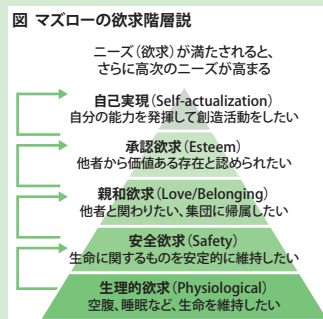 図 マズローの欲求階層説
ニーズ（欲求）が満たされると、
さらに高次のニーズが高まる
自己実現（Self-actualization）
自分の能力を発揮して創造活動をしたい
承認欲求（Esteem）
他者から価値ある存在と認められたい
親和欲求（Love/Belonging）
他者と関わりたい、集団に帰属したい
安全欲求（Safety）
生命に関するものを安定的に維持したい
生理的欲求（Physiological）
空腹、睡眠など、生命を維持したい